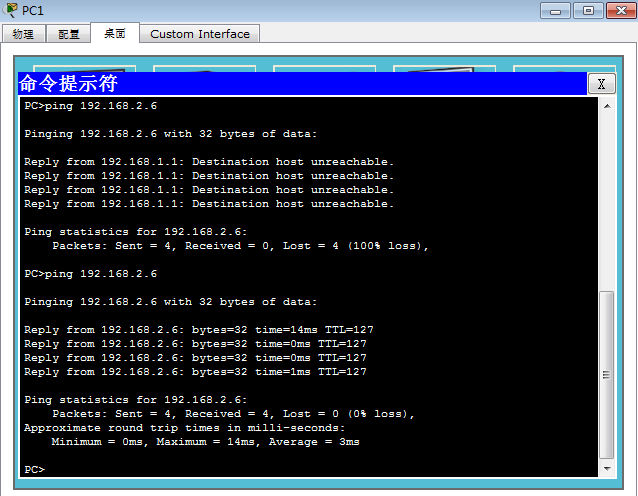 PC1
物理 配置 桌面 Custom Interface
命令提示符 X
PC>ping 192.168.2.6
Pinging 192.168.2.6 with 32 bytes of data:
Reply from 192.168.1.1: Destination host unreachable.
Reply from 192.168.1.1: Destination host unreachable.
Reply from 192.168.1.1: Destination host unreachable.
Reply from 192.168.1.1: Destination host unreachable.
Ping statistics for 192.168.2.6:
Packets: Sent = 4, Received = 0, Lost = 4 (100% loss),
PC>ping 192.168.2.6
Pinging 192.168.2.6 with 32 bytes of data:
Reply from 192.168.2.6: bytes=32 time=14ms TTL=127
Reply from 192.168.2.6: bytes=32 time=0ms TTL=127
Reply from 192.168.2.6: bytes=32 time=0ms TTL=127
Reply from 192.168.2.6: bytes=32 time=1ms TTL=127
Ping statistics for 192.168.2.6:
Packets: Sent = 4, Received = 4, Lost = 0 (0% loss),
Approximate round trip times in milli-seconds:
Minimum = 0ms, Maximum = 14ms, Average = 3ms
PC>